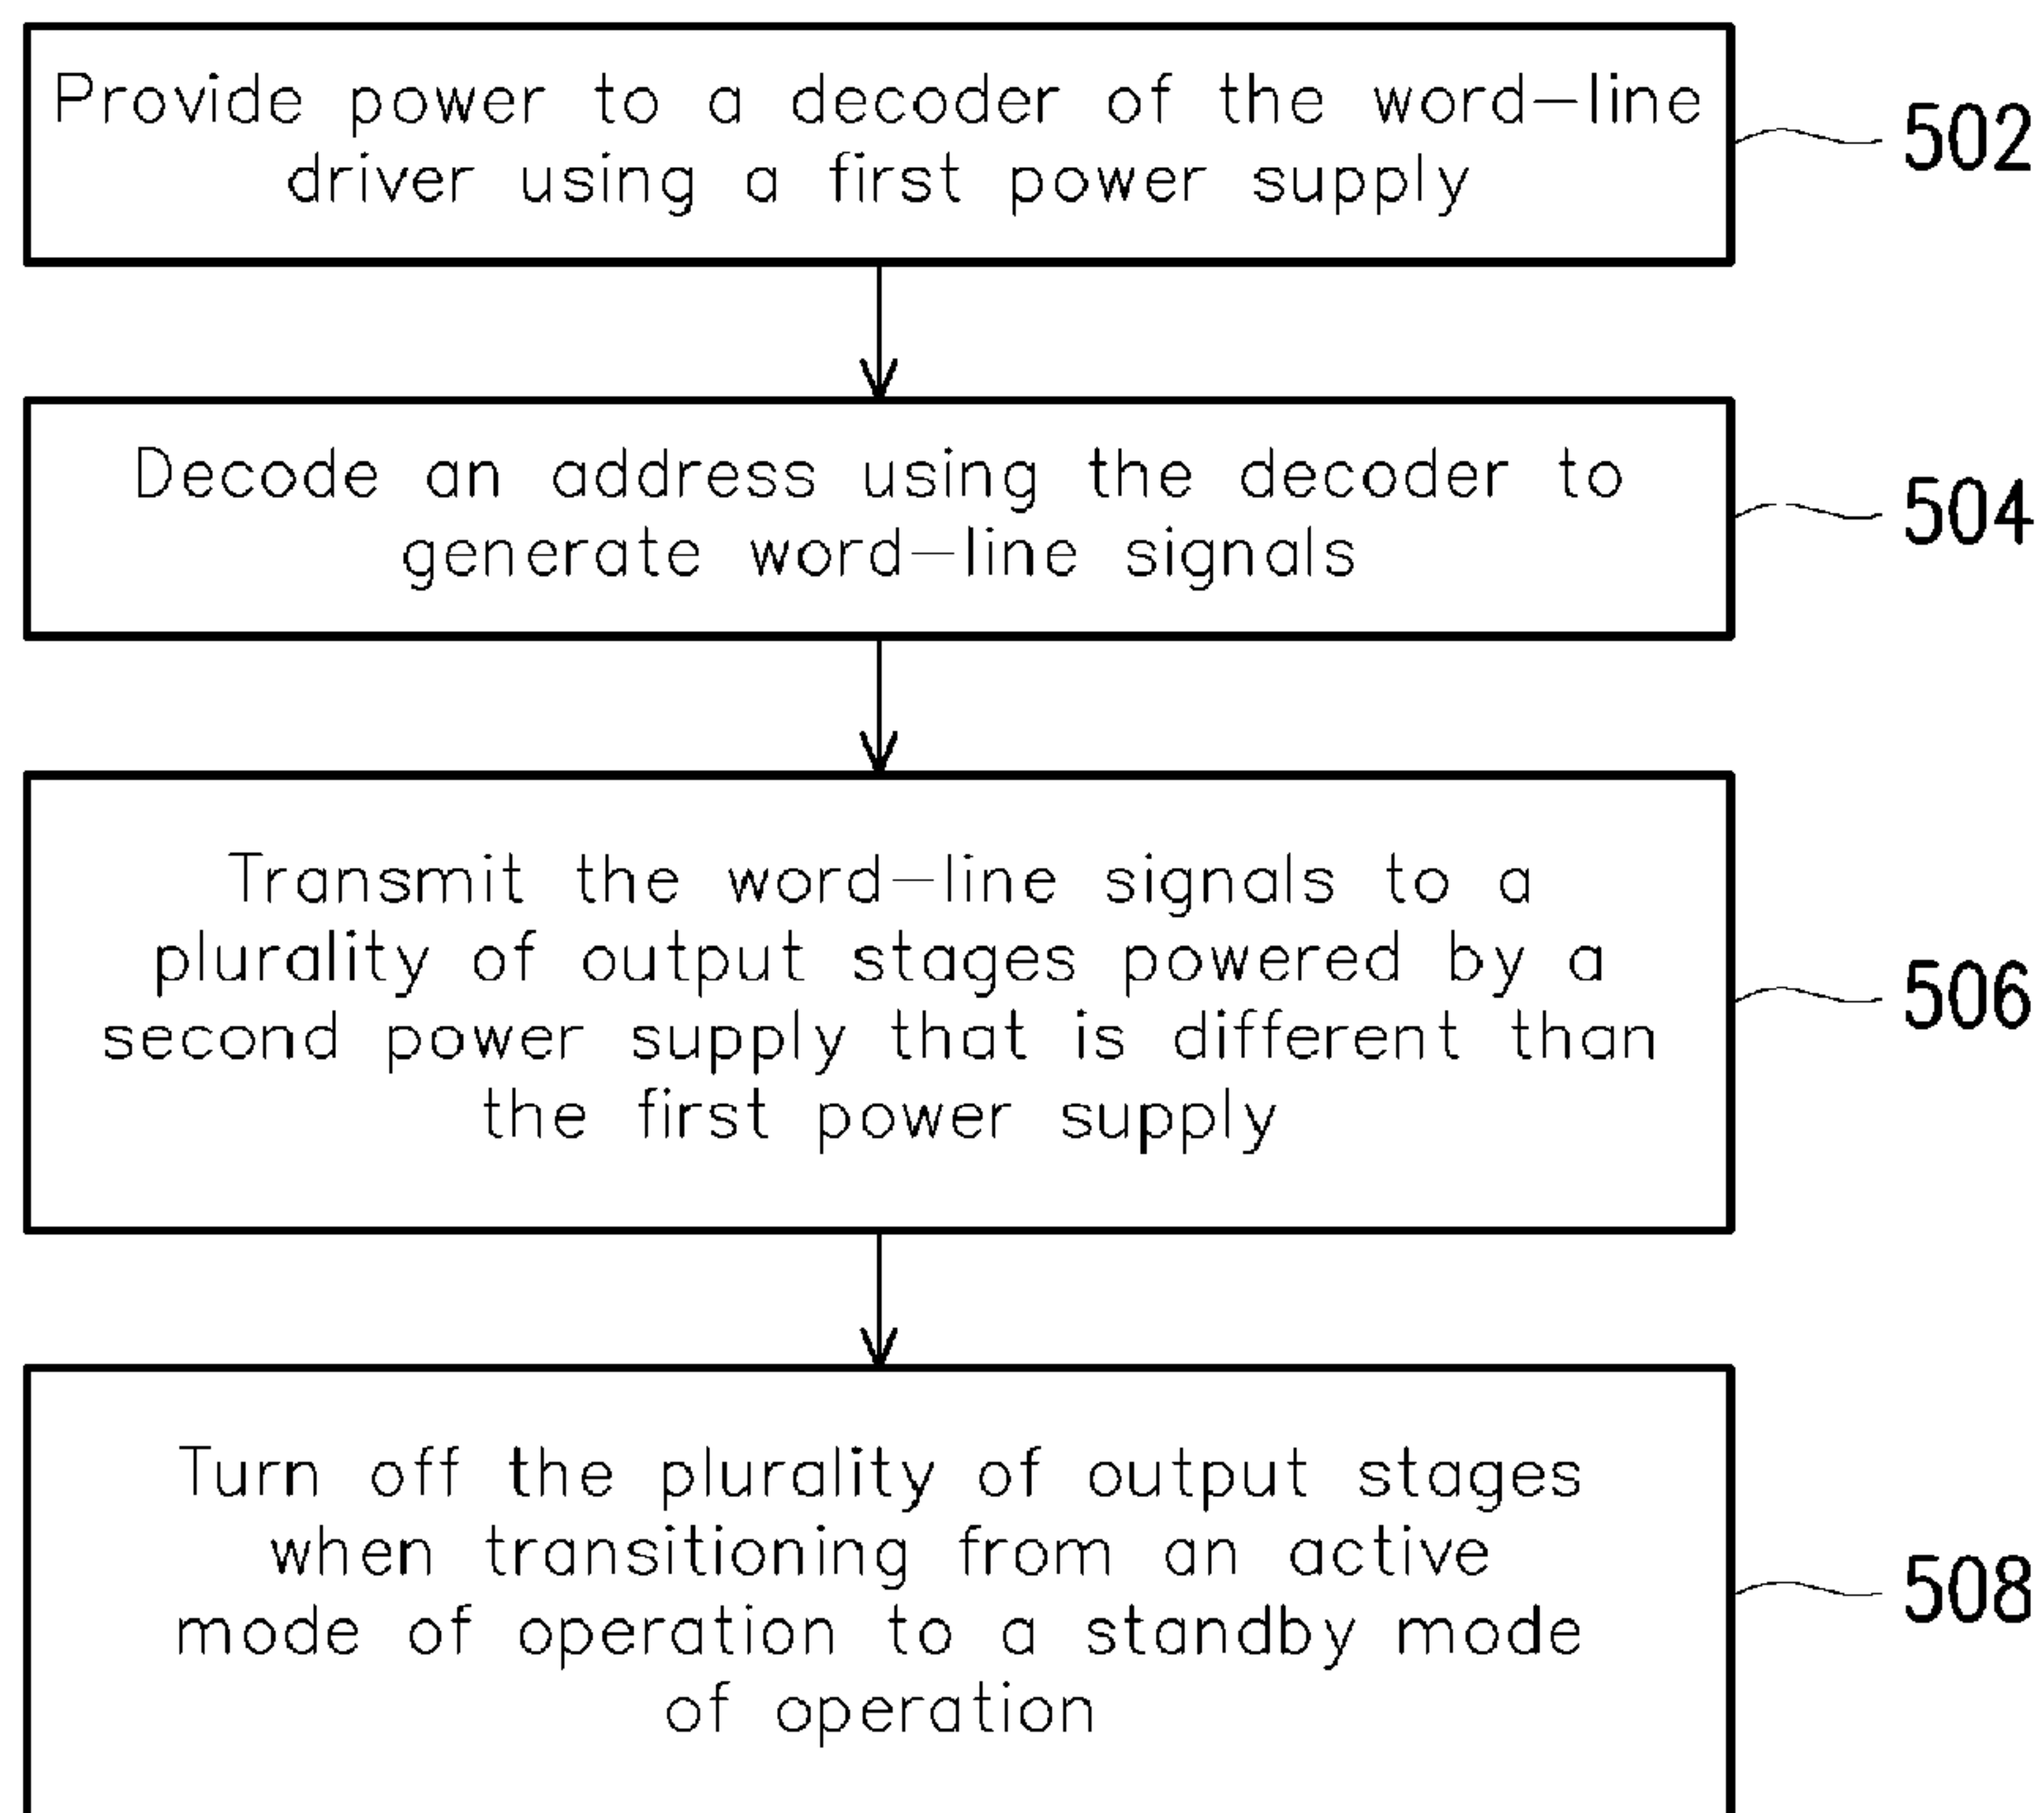 Provide power to a decoder of the word-line
driver using a first power supply
502
Decode an address using the decoder to
generate word-line signals
504
Transmit the word-line signals to a
plurality of output stages powered by a
second power supply that is different than
the first power supply
506
Turn off the plurality of output stages
when transitioning from an active
mode of operation to a standby mode
of operation
508